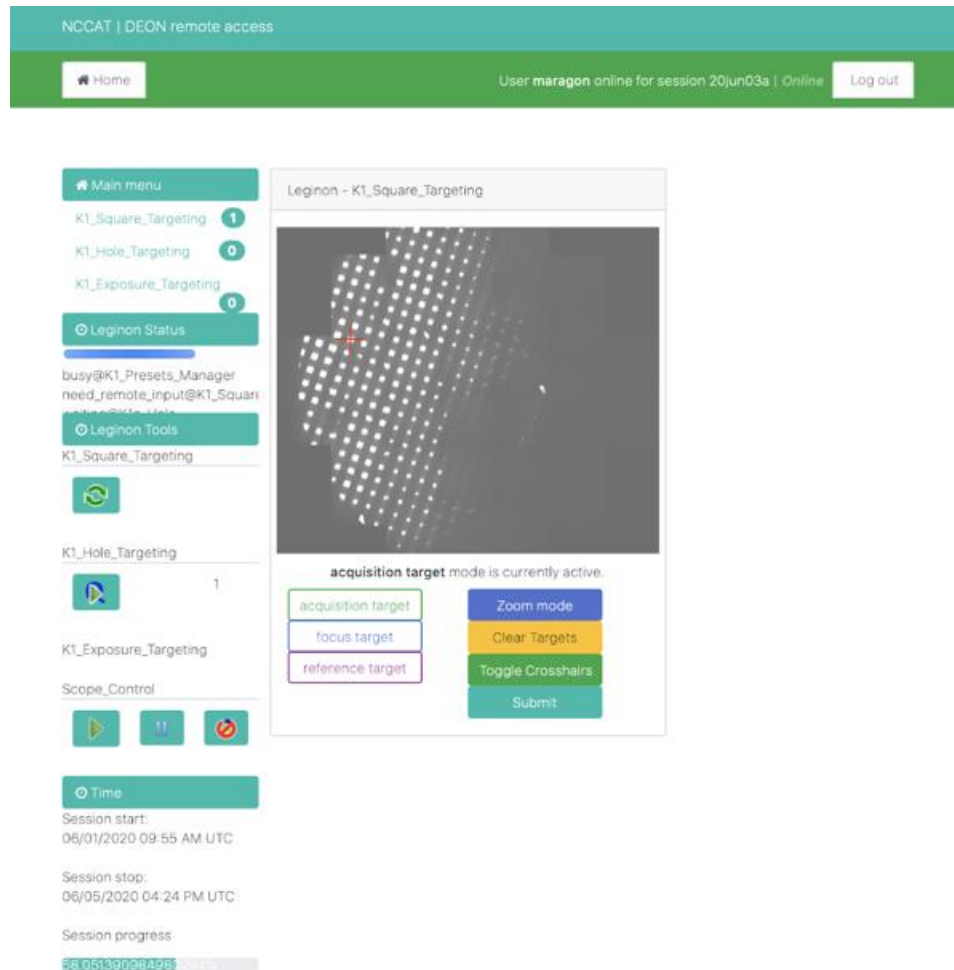 NCCAT | DEON remote access
Home
User maragon online for session 20jun03a | Online
Log out
Main menu
K1_Square_Targeting 1
K1_Hole_Targeting 0
K1_Exposure_Targeting
0
Leginon Status
busy@K1_Presets_Manager
need_remote_input@K1_Squar
Leginon Tools
K1_Square_Targeting
K1_Hole_Targeting
1
K1_Exposure_Targeting
Scope_Control
Time
Session start:
06/01/2020 09:55 AM UTC
Session stop:
06/05/2020 04:24 PM UTC
Session progress
Leginon - K1_Square_Targeting
acquisition target mode is currently active.
acquisition target
focus target
reference target
Zoom mode
Clear Targets
Toggle Crosshairs
Submit